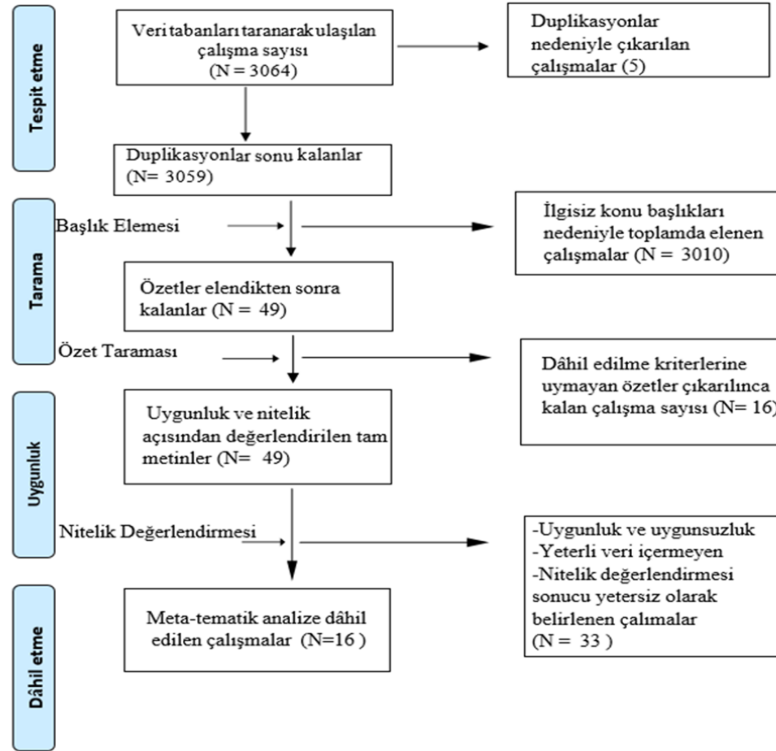 Tespit etme
Veri tabanları taranarak ulaşılan
çalışma sayısı
(N = 3064)
Duplikasyonlar
nedeniyle çıkarılan
çalışmalar (5)
Duplikasyonlar sonu kalanlar
(N= 3059)
Tarama
Başlık Elemesi
İlgisiz konu başlıkları
nedeniyle toplamda elenen
çalışmalar (N = 3010)
Özetler elendikten sonra
kalanlar (N = 49)
Özet Taraması
Dâhil edilme kriterlerine
uymayan özetler çıkarılınca
kalan çalışma sayısı (N= 16)
Uygunluk
Uygunluk ve nitelik
açısından değerlendirilen tam
metinler (N= 49)
Nitelik Değerlendirmesi
-Uygunluk ve uygunsuzluk
-Yeterli veri içermeyen
-Nitelik değerlendirmesi
sonucu yetersiz olarak
belirlenen çalımalar
(N = 33 )
Dâhil etme
Meta-tematik analize dâhil
edilen çalışmalar (N=16 )